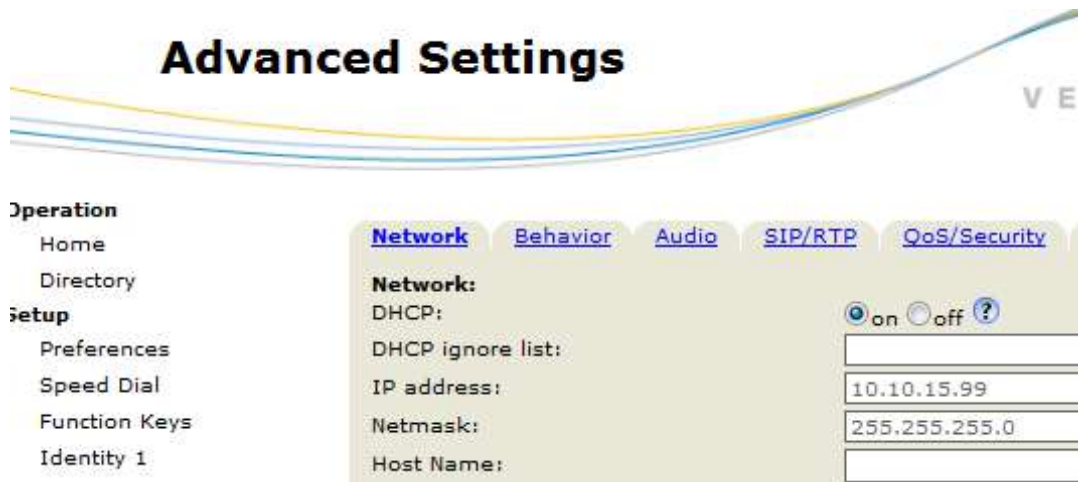 Advanced Settings
V E
Operation
Home
Directory
Setup
Preferences
Speed Dial
Function Keys
Identity 1
Network Behavior Audio SIP/RTP QoS/Security
Network:
DHCP: on off ?
DHCP ignore list:
IP address: 10.10.15.99
Netmask: 255.255.255.0
Host Name: